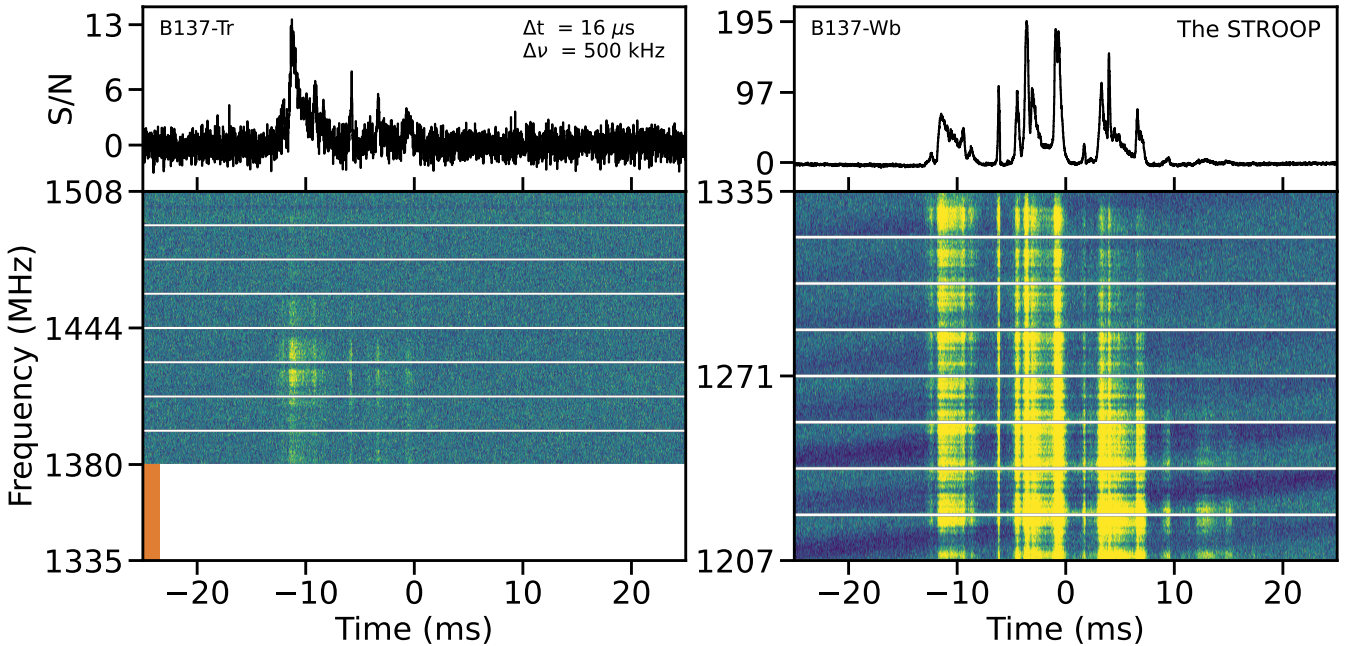 B137-Tr
Δt = 16 μs
Δν = 500 kHz
S/N
13
6
0
1508
1444
1380
1335
Frequency (MHz)
−20 −10 0 10 20
Time (ms)
B137-Wb
The STROOP
195
97
0
1335
1271
1207
−20 −10 0 10 20
Time (ms)